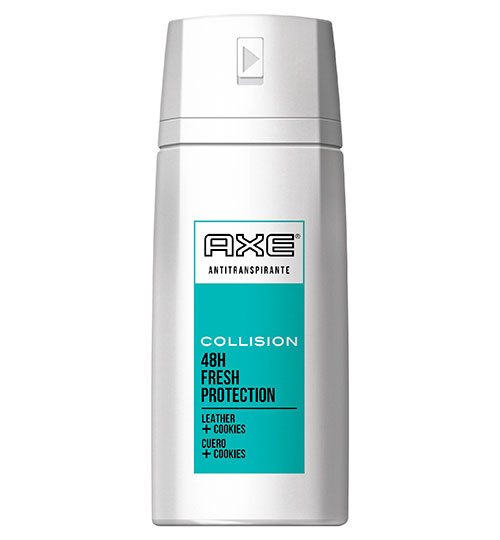 AXE®
ANTITRANSPIRANTE
COLLISION
48H
FRESH
PROTECTION
LEATHER
+ COOKIES
CUERO
+ COOKIES